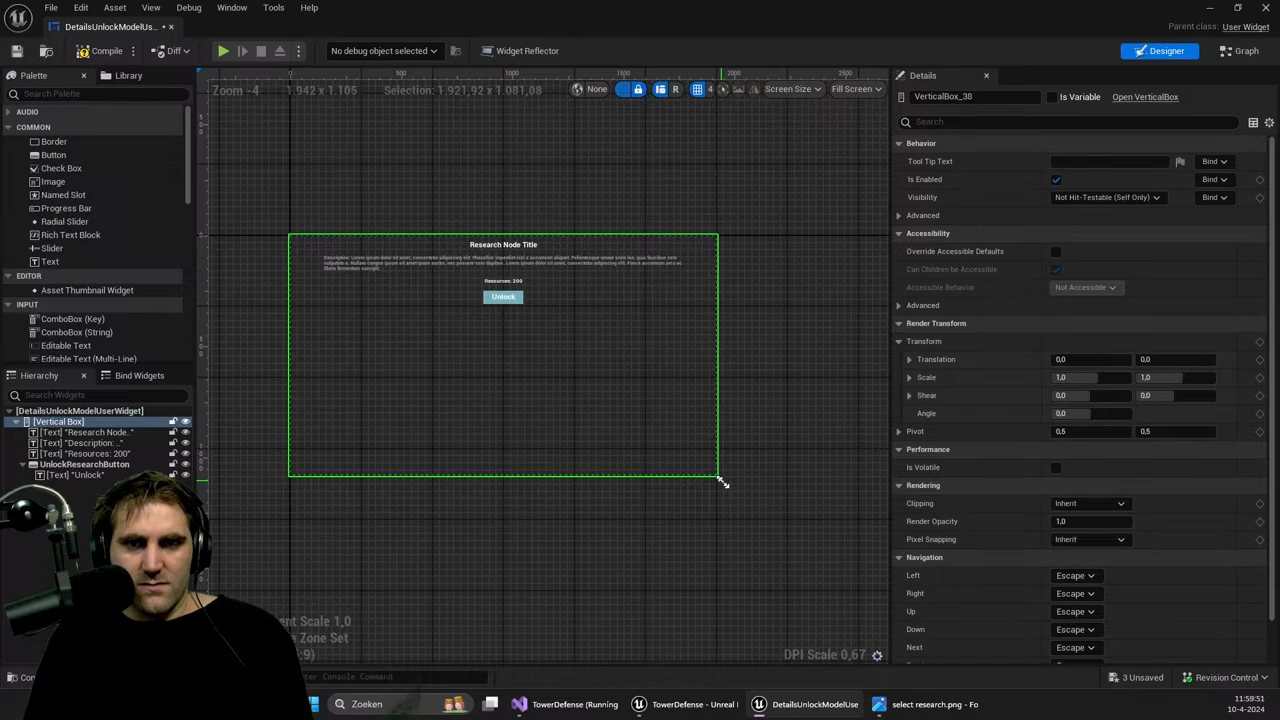 File Edit Asset View Debug Window Tools Help
DetailsUnlockModelUs...
Parent class: User Widget
Compile Diff No debug object selected Widget Reflector Designer Graph
Palette Library
Search Palette
AUDIO
COMMON
Border
Button
Check Box
Image
Named Slot
Progress Bar
Radial Slider
Rich Text Block
Slider
Text
EDITOR
Asset Thumbnail Widget
INPUT
ComboBox (Key)
ComboBox (String)
Editable Text
Editable Text (Multi-Line)
Hierarchy Bind Widgets
Search Widgets
[DetailsUnlockModelUserWidget]
[Vertical Box]
[Text] "Research Node.."
[Text] "Description: .."
[Text] "Resources: 200"
UnlockResearchButton
[Text] "Unlock"
0 500 1000 1500 2000 2500
Zoom -4 1.942 x 1.105 Selection: 1.921,92 x 1.081,08 None R 4 Screen Size Fill Screen
Research Node Title
Resources: 200
Unlock
DPI Scale 0,67
Details
VerticalBox_38 Is Variable Open VerticalBox
Search
Behavior
Tool Tip Text Bind
Is Enabled Bind
Visibility Not Hit-Testable (Self Only) Bind
Advanced
Accessibility
Override Accessible Defaults
Can Children be Accessible
Accessible Behavior Not Accessible
Advanced
Render Transform
Transform
Translation 0,0 0,0
Scale 1,0 1,0
Shear 0,0 0,0
Angle 0,0
Pivot 0,5 0,5
Performance
Is Volatile
Rendering
Clipping Inherit
Render Opacity 1,0
Pixel Snapping Inherit
Navigation
Left Escape
Right Escape
Up Escape
Down Escape
Next Escape
Enter Console Command
3 Unsaved Revision Control
Zoeken
TowerDefense (Running
TowerDefense - Unreal
DetailsUnlockModelUse
select research.png - Fo
11:59:51
10-4-2024